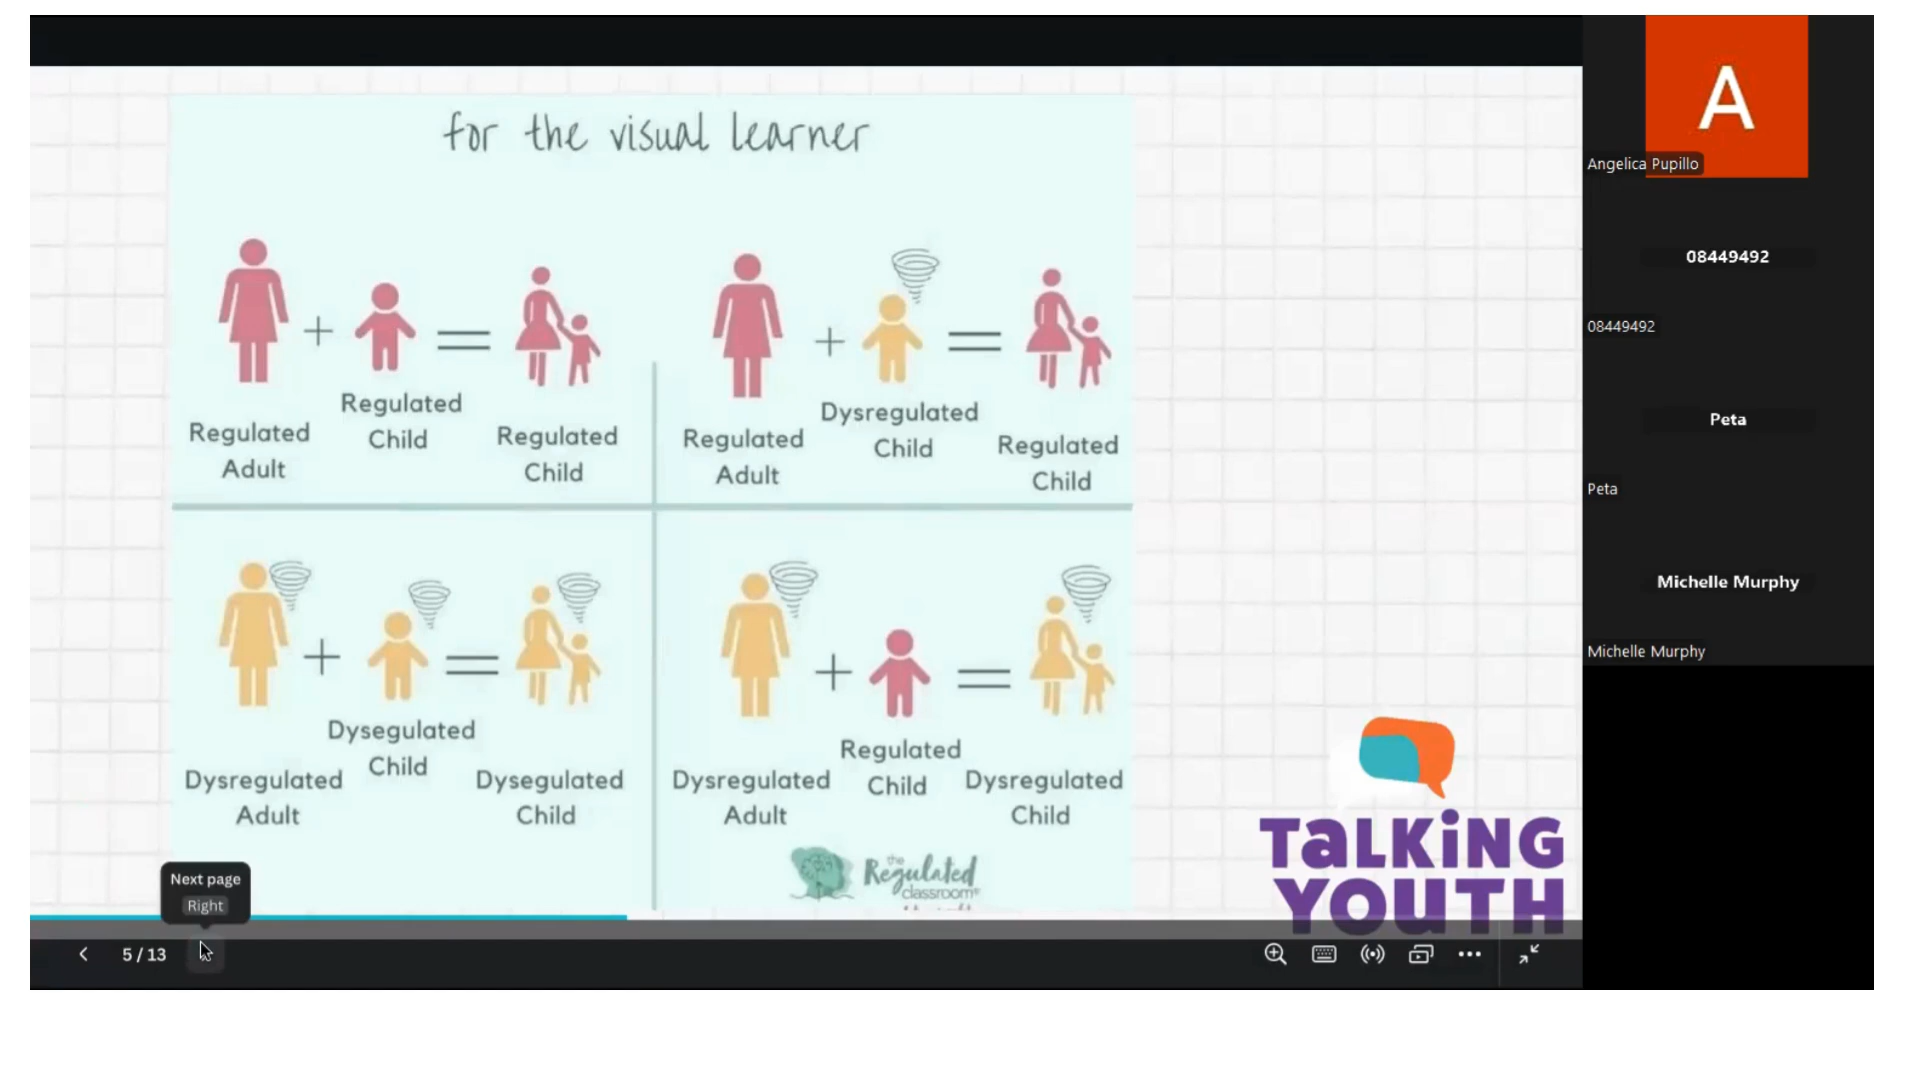 for the visual learner
Regulated
Adult
+
Regulated
Child
=
Regulated
Child
Regulated
Adult
+
Dysregulated
Child
=
Regulated
Child
Dysregulated
Adult
+
Dysegulated
Child
=
Dysegulated
Child
Dysregulated
Adult
+
Regulated
Child
=
Dysregulated
Child
the
Regulated
classroom®
TaLKiNG
YOUTH
Next page
Right
5 / 13
A
Angelica Pupillo
08449492
08449492
Peta
Peta
Michelle Murphy
Michelle Murphy